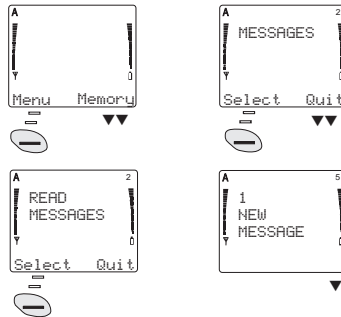 A
Menu Memory
A 2
MESSAGES
Select Quit
A 2
READ
MESSAGES
Select Quit
A 5
1
NEW
MESSAGE